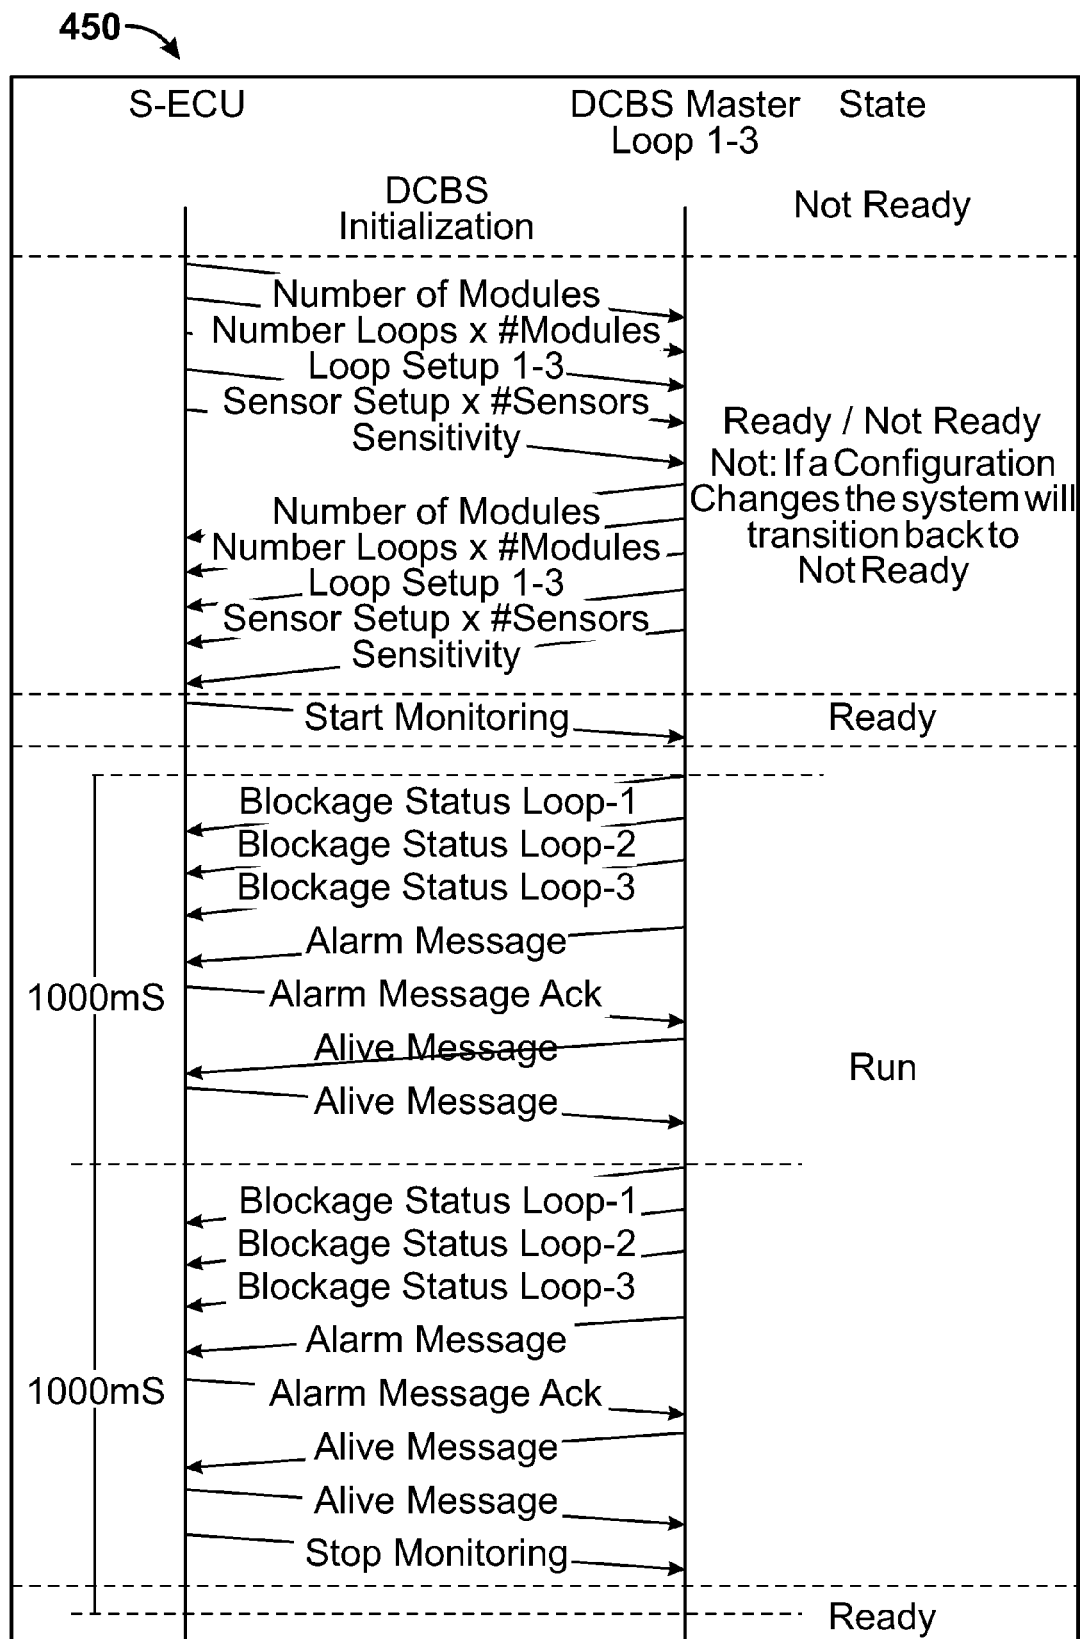 450
S-ECU
DCBS Master
Loop 1-3
State
DCBS
Initialization
Not Ready
Number of Modules
Number Loops x #Modules
Loop Setup 1-3
Sensor Setup x #Sensors
Sensitivity
Ready / Not Ready
Not: If a Configuration
Changes the system will
transition back to
Not Ready
Number of Modules
Number Loops x #Modules
Loop Setup 1-3
Sensor Setup x #Sensors
Sensitivity
Start Monitoring
Ready
Blockage Status Loop-1
Blockage Status Loop-2
Blockage Status Loop-3
Alarm Message
1000mS
Alarm Message Ack
Alive Message
Run
Alive Message
Blockage Status Loop-1
Blockage Status Loop-2
Blockage Status Loop-3
Alarm Message
1000mS
Alarm Message Ack
Alive Message
Alive Message
Stop Monitoring
Ready